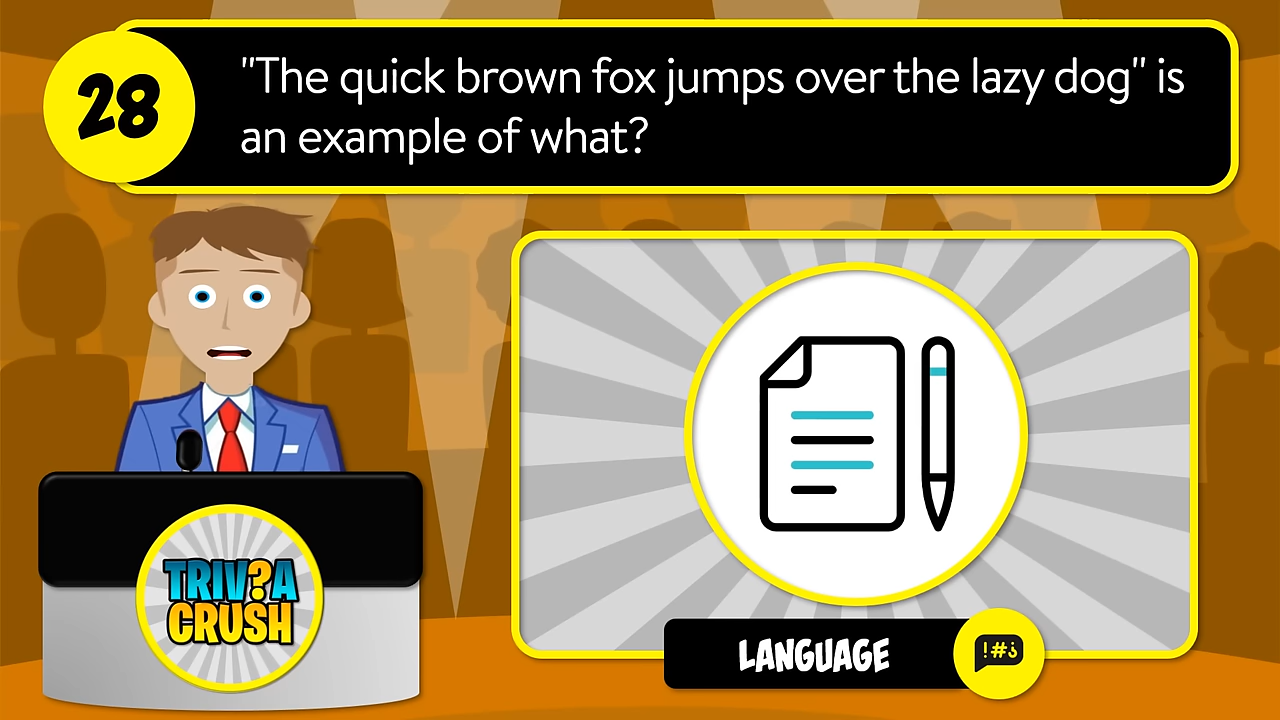 28
"The quick brown fox jumps over the lazy dog" is
an example of what?
TRIV?A
CRUSH
LANGUAGE
!#¿